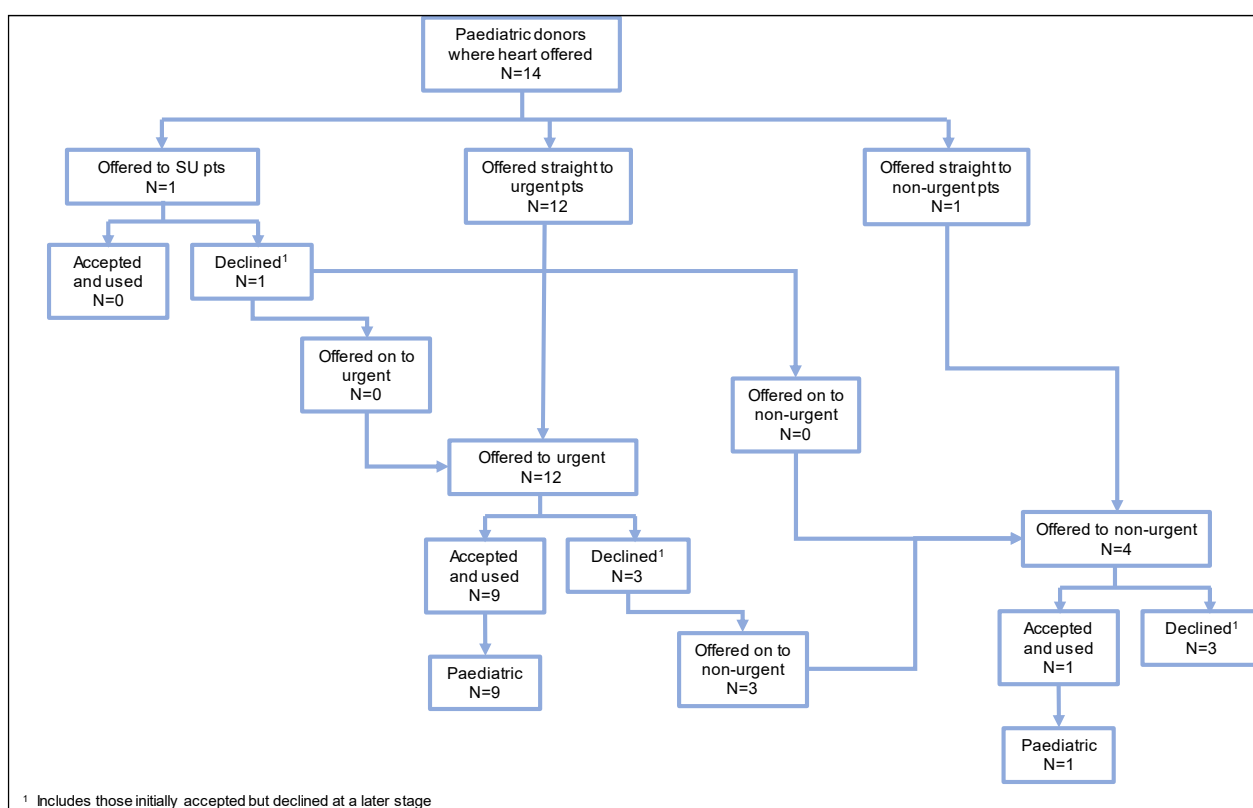 Paediatric donors
where heart offered
N=14
Offered to SU pts
N=1
Offered straight to
urgent pts
N=12
Offered straight to
non-urgent pts
N=1
Accepted
and used
N=0
Declined¹
N=1
Offered on to
urgent
N=0
Offered on to
non-urgent
N=0
Offered to urgent
N=12
Offered to non-urgent
N=4
Accepted
and used
N=9
Declined¹
N=3
Paediatric
N=9
Offered on to
non-urgent
N=3
Accepted
and used
N=1
Declined¹
N=3
Paediatric
N=1
¹ Includes those initially accepted but declined at a later stage